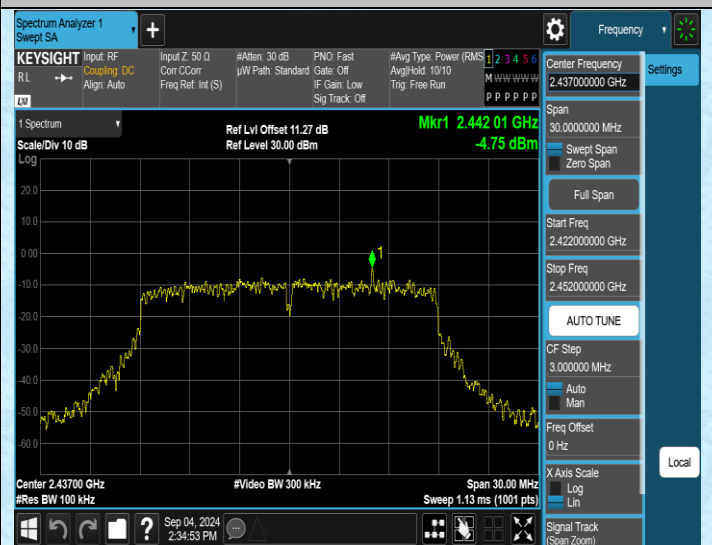 Spectrum Analyzer 1
Swept SA
+
Frequency
KEYSIGHT
RL
LXI
Input: RF
Coupling: DC
Align: Auto
Input Z: 50 Ω
Corr CCorr
Freq Ref: Int (S)
#Atten: 30 dB
µW Path: Standard
PNO: Fast
Gate: Off
IF Gain: Low
Sig Track: Off
#Avg Type: Power (RMS
Avg|Hold: 10/10
Trig: Free Run
1 2 3 4 5 6
M W W W W W
P P P P P P
1 Spectrum
Scale/Div 10 dB
Log
Ref Lvl Offset 11.27 dB
Ref Level 30.00 dBm
Mkr1 2.442 01 GHz
-4.75 dBm
1
20.0
10.0
0.00
-10.0
-20.0
-30.0
-40.0
-50.0
-60.0
Center 2.43700 GHz
#Res BW 100 kHz
#Video BW 300 kHz
Span 30.00 MHz
Sweep 1.13 ms (1001 pts)
?
Sep 04, 2024
2:34:53 PM
Center Frequency
2.437000000 GHz
Span
30.0000000 MHz
Swept Span
Zero Span
Full Span
Start Freq
2.422000000 GHz
Stop Freq
2.452000000 GHz
AUTO TUNE
CF Step
3.000000 MHz
Auto
Man
Freq Offset
0 Hz
X Axis Scale
Log
Lin
Signal Track
(Span Zoom)
Settings
Local